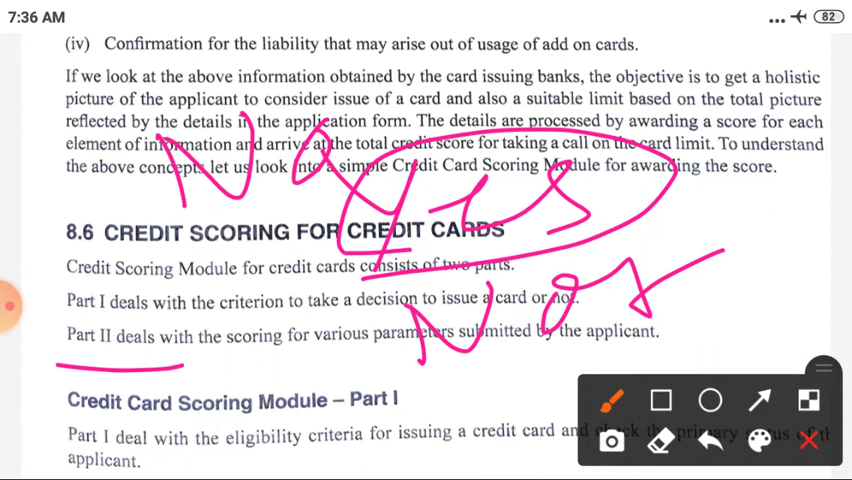 7:36 AM
82
(iv) Confirmation for the liability that may arise out of usage of add on cards.
If we look at the above information obtained by the card issuing banks, the objective is to get a holistic
picture of the applicant to consider issue of a card and also a suitable limit based on the total picture
reflected by the details in the application form. The details are processed by awarding a score for each
element of information and arrive at the total credit score for taking a call on the card limit. To understand
the above concepts let us look into a simple Credit Card Scoring Module for awarding the score.
No
Yes
8.6 CREDIT SCORING FOR CREDIT CARDS
Credit Scoring Module for credit cards consists of two parts.
Part I deals with the criterion to take a decision to issue a card or not.
Part II deals with the scoring for various parameters submitted by the applicant.
Credit Card Scoring Module – Part I
Part I deal with the eligibility criteria for issuing a credit card and check the primary status of th
applicant.